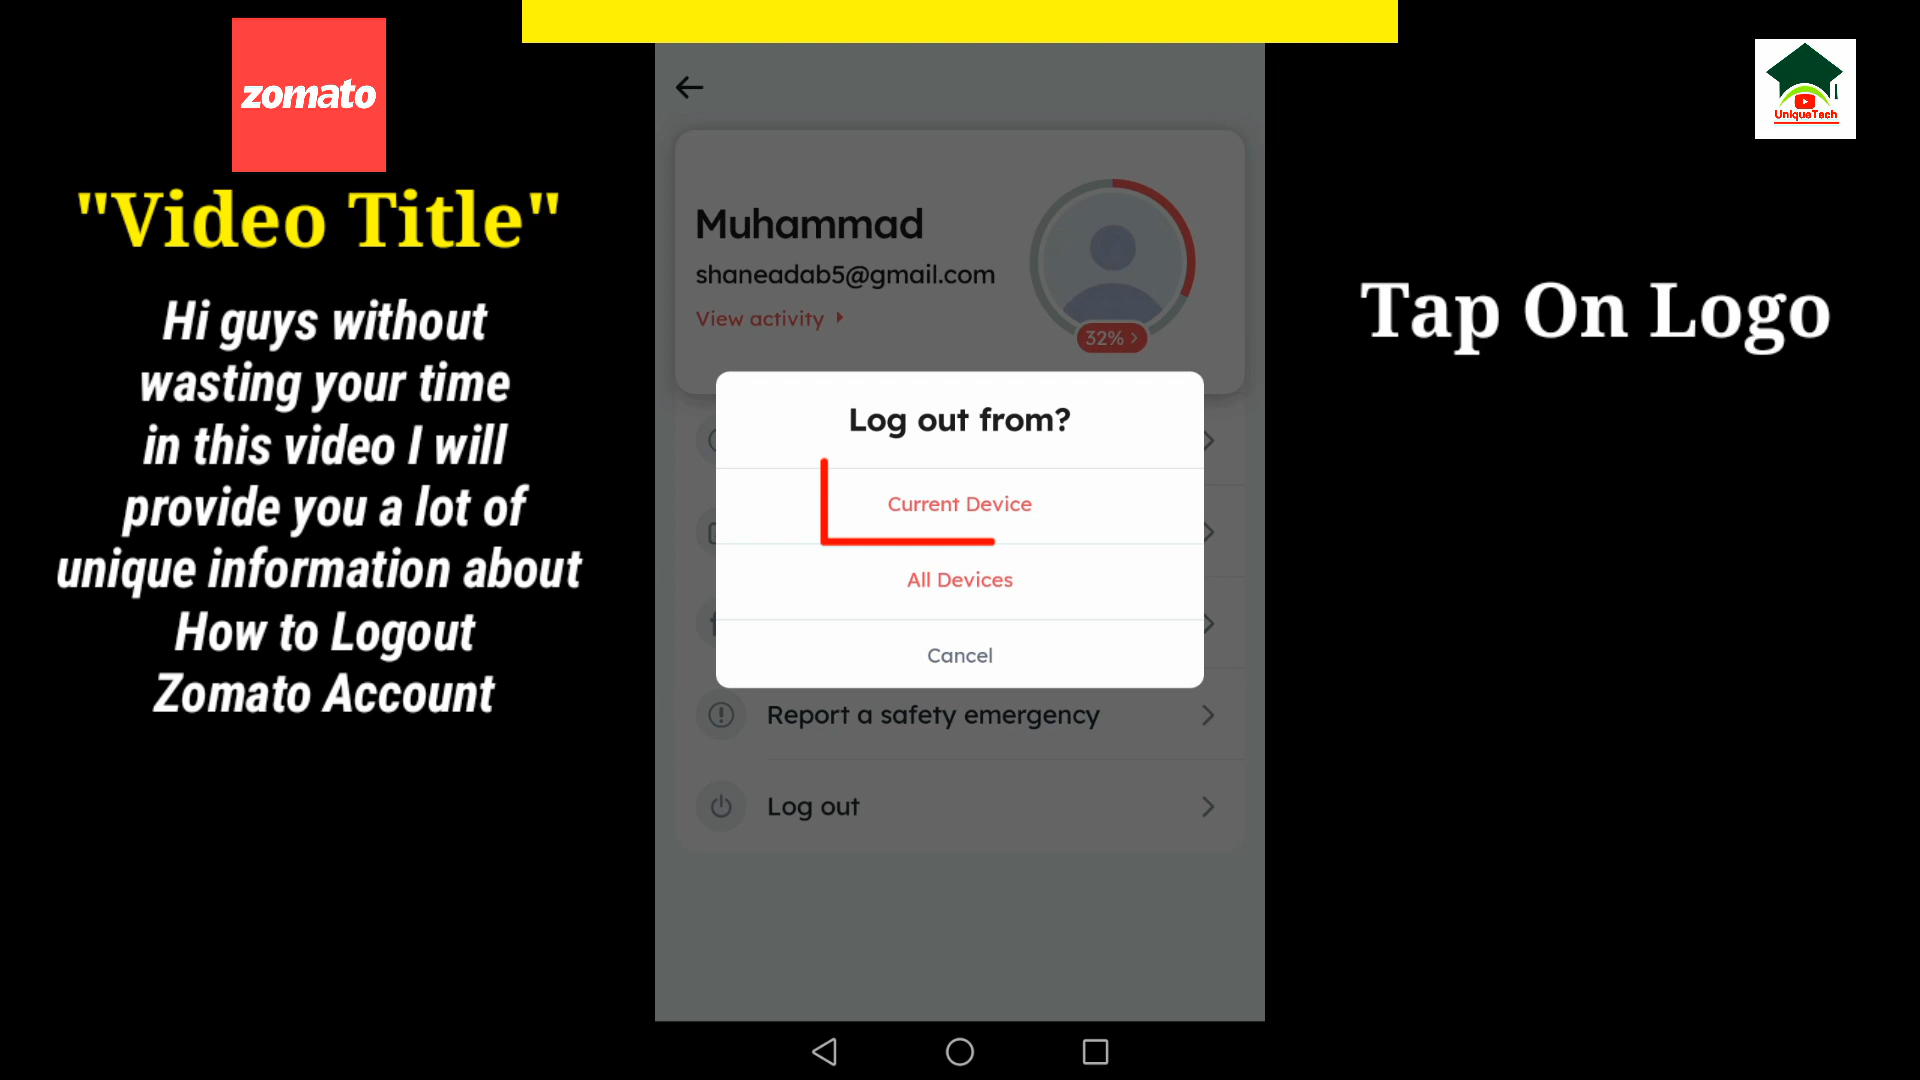 zomato
"Video Title"
Hi guys without
wasting your time
in this video I will
provide you a lot of
unique information about
How to Logout
Zomato Account
Muhammad
shaneadab5@gmail.com
View activity
32% >
Log out from?
Current Device
All Devices
Cancel
Report a safety emergency
Log out
UniqueTech
Tap On Logo